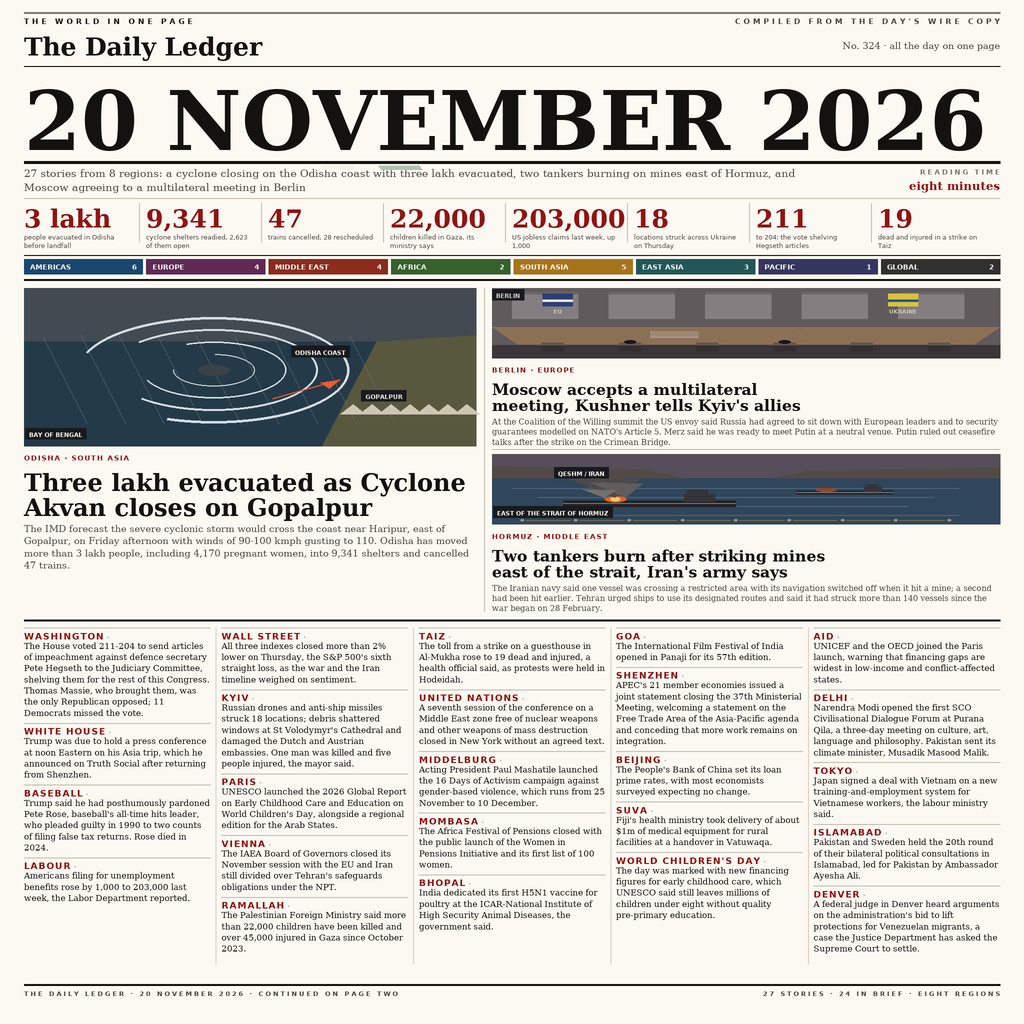 THE WORLD IN ONE PAGE
COMPILED FROM THE DAY'S WIRE COPY
The Daily Ledger
No. 324 · all the day on one page
20 NOVEMBER 2026
27 stories from 8 regions: a cyclone closing on the Odisha coast with three lakh evacuated, two tankers burning on mines east of Hormuz, and
Moscow agreeing to a multilateral meeting in Berlin
READING TIME
eight minutes
3 lakh
people evacuated in Odisha
before landfall
9,341
cyclone shelters readied, 2,623
of them open
47
trains cancelled, 28 rescheduled
22,000
children killed in Gaza, its
ministry says
203,000
US jobless claims last week, up
1,000
18
locations struck across Ukraine
on Thursday
211
to 204: the vote shelving
Hegseth articles
19
dead and injured in a strike on
Taiz
AMERICAS 6
EUROPE 4
MIDDLE EAST 4
AFRICA 2
SOUTH ASIA 5
EAST ASIA 3
PACIFIC 1
GLOBAL 2
ODISHA COAST
GOPALPUR
BAY OF BENGAL
ODISHA · SOUTH ASIA
Three lakh evacuated as Cyclone
Akvan closes on Gopalpur
The IMD forecast the severe cyclonic storm would cross the coast near Haripur, east of
Gopalpur, on Friday afternoon with winds of 90-100 kmph gusting to 110. Odisha has moved
more than 3 lakh people, including 4,170 pregnant women, into 9,341 shelters and cancelled
47 trains.
BERLIN
EU
UKRAINE
BERLIN · EUROPE
Moscow accepts a multilateral
meeting, Kushner tells Kyiv's allies
At the Coalition of the Willing summit the US envoy said Russia had agreed to sit down with European leaders and to security
guarantees modelled on NATO's Article 5. Merz said he was ready to meet Putin at a neutral venue. Putin ruled out ceasefire
talks after the strike on the Crimean Bridge.
QESHM / IRAN
EAST OF THE STRAIT OF HORMUZ
HORMUZ · MIDDLE EAST
Two tankers burn after striking mines
east of the strait, Iran's army says
The Iranian navy said one vessel was crossing a restricted area with its navigation switched off when it hit a mine; a second
had been hit earlier. Tehran urged ships to use its designated routes and said it had struck more than 140 vessels since the
war began on 28 February.
WASHINGTON ·
The House voted 211-204 to send articles
of impeachment against defence secretary
Pete Hegseth to the Judiciary Committee,
shelving them for the rest of this Congress.
Thomas Massie, who brought them, was
the only Republican opposed; 11
Democrats missed the vote.
WHITE HOUSE ·
Trump was due to hold a press conference
at noon Eastern on his Asia trip, which he
announced on Truth Social after returning
from Shenzhen.
BASEBALL ·
Trump said he had posthumously pardoned
Pete Rose, baseball's all-time hits leader,
who pleaded guilty in 1990 to two counts
of filing false tax returns. Rose died in
2024.
LABOUR ·
Americans filing for unemployment
benefits rose by 1,000 to 203,000 last
week, the Labor Department reported.
WALL STREET ·
All three indexes closed more than 2%
lower on Thursday, the S&P 500's sixth
straight loss, as the war and the Iran
timeline weighed on sentiment.
KYIV ·
Russian drones and anti-ship missiles
struck 18 locations; debris shattered
windows at St Volodymyr's Cathedral and
damaged the Dutch and Austrian
embassies. One man was killed and five
people injured, the mayor said.
PARIS ·
UNESCO launched the 2026 Global Report
on Early Childhood Care and Education on
World Children's Day, alongside a regional
edition for the Arab States.
VIENNA ·
The IAEA Board of Governors closed its
November session with the EU and Iran
still divided over Tehran's safeguards
obligations under the NPT.
RAMALLAH ·
The Palestinian Foreign Ministry said more
than 22,000 children have been killed and
over 45,000 injured in Gaza since October
2023.
TAIZ ·
The toll from a strike on a guesthouse in
Al-Mukha rose to 19 dead and injured, a
health official said, as protests were held in
Hodeidah.
UNITED NATIONS ·
A seventh session of the conference on a
Middle East zone free of nuclear weapons
and other weapons of mass destruction
closed in New York without an agreed text.
MIDDELBURG ·
Acting President Paul Mashatile launched
the 16 Days of Activism campaign against
gender-based violence, which runs from 25
November to 10 December.
MOMBASA ·
The Africa Festival of Pensions closed with
the public launch of the Women in
Pensions Initiative and its first list of 100
women.
BHOPAL ·
India dedicated its first H5N1 vaccine for
poultry at the ICAR-National Institute of
High Security Animal Diseases, the
government said.
GOA ·
The International Film Festival of India
opened in Panaji for its 57th edition.
SHENZHEN ·
APEC's 21 member economies issued a
joint statement closing the 37th Ministerial
Meeting, welcoming a statement on the
Free Trade Area of the Asia-Pacific agenda
and conceding that more work remains on
integration.
BEIJING ·
The People's Bank of China set its loan
prime rates, with most economists
surveyed expecting no change.
SUVA ·
Fiji's health ministry took delivery of about
$1m of medical equipment for rural
facilities at a handover in Vatuwaqa.
WORLD CHILDREN'S DAY ·
The day was marked with new financing
figures for early childhood care, which
UNESCO said still leaves millions of
children under eight without quality
pre-primary education.
AID ·
UNICEF and the OECD joined the Paris
launch, warning that financing gaps are
widest in low-income and conflict-affected
states.
DELHI ·
Narendra Modi opened the first SCO
Civilisational Dialogue Forum at Purana
Qila, a three-day meeting on culture, art,
language and philosophy. Pakistan sent its
climate minister, Musadik Masood Malik.
TOKYO ·
Japan signed a deal with Vietnam on a new
training-and-employment system for
Vietnamese workers, the labour ministry
said.
ISLAMABAD ·
Pakistan and Sweden held the 20th round
of their bilateral political consultations in
Islamabad, led for Pakistan by Ambassador
Ayesha Ali.
DENVER ·
A federal judge in Denver heard arguments
on the administration's bid to lift
protections for Venezuelan migrants, a
case the Justice Department has asked the
Supreme Court to settle.
THE DAILY LEDGER · 20 NOVEMBER 2026 · CONTINUED ON PAGE TWO
27 STORIES · 24 IN BRIEF · EIGHT REGIONS